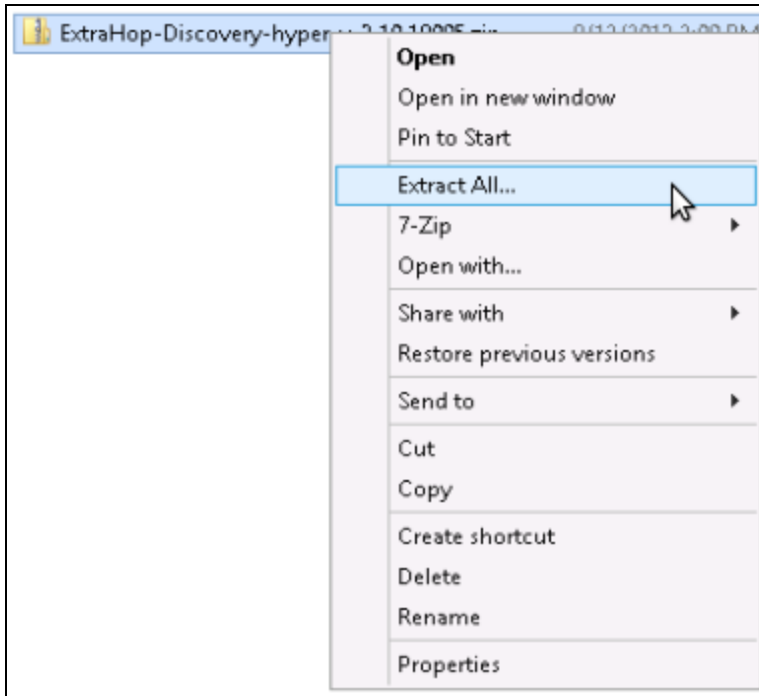 ExtraHop-Discovery-hyper
Open
Open in new window
Pin to Start
Extract All...
7-Zip
Open with...
Share with
Restore previous versions
Send to
Cut
Copy
Create shortcut
Delete
Rename
Properties